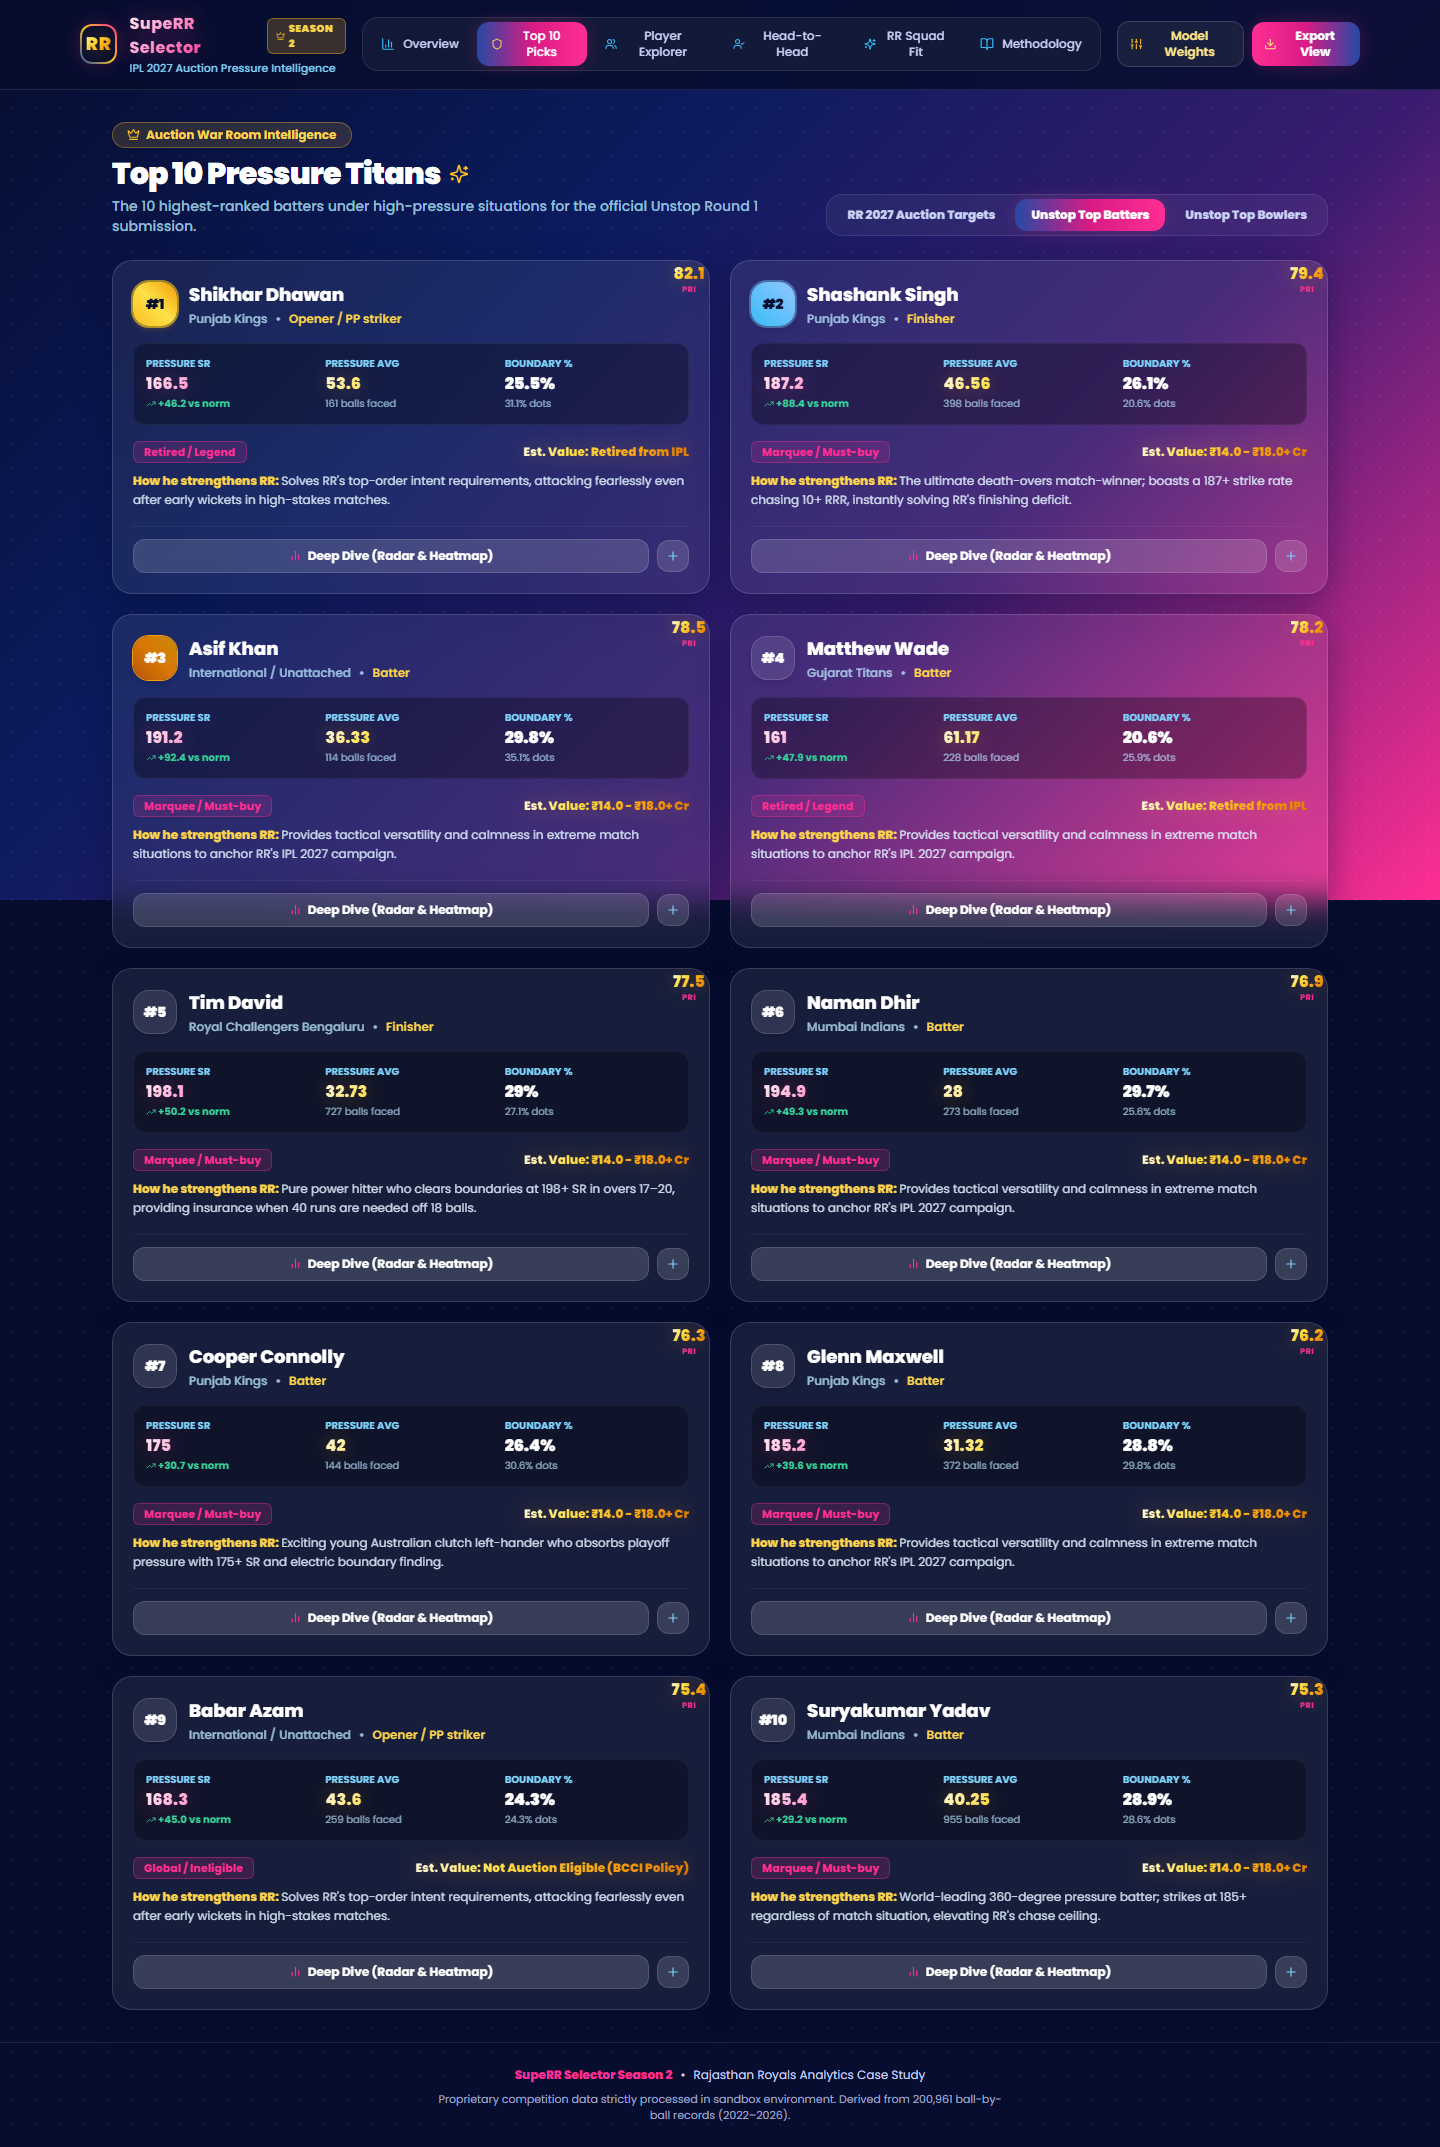 RR
SupeRR
Selector
SEASON
2
IPL 2027 Auction Pressure Intelligence
Overview
Top 10
Picks
Player
Explorer
Head-to-
Head
RR Squad
Fit
Methodology
Model
Weights
Export
View
Auction War Room Intelligence
Top 10 Pressure Titans
The 10 highest-ranked batters under high-pressure situations for the official Unstop Round 1
submission.
RR 2027 Auction Targets
Unstop Top Batters
Unstop Top Bowlers
#1
Shikhar Dhawan
Punjab Kings • Opener / PP striker
82.1
PRI
PRESSURE SR PRESSURE AVG BOUNDARY %
166.5 53.6 25.5%
+46.2 vs norm 161 balls faced 31.1% dots
Retired / Legend
Est. Value: Retired from IPL
How he strengthens RR: Solves RR's top-order intent requirements, attacking fearlessly even
after early wickets in high-stakes matches.
Deep Dive (Radar & Heatmap) +
#2
Shashank Singh
Punjab Kings • Finisher
79.4
PRI
PRESSURE SR PRESSURE AVG BOUNDARY %
187.2 46.56 26.1%
+88.4 vs norm 398 balls faced 20.6% dots
Marquee / Must-buy
Est. Value: ₹14.0 - ₹18.0+ Cr
How he strengthens RR: The ultimate death-overs match-winner; boasts a 187+ strike rate
chasing 10+ RRR, instantly solving RR's finishing deficit.
Deep Dive (Radar & Heatmap) +
#3
Asif Khan
International / Unattached • Batter
78.5
PRI
PRESSURE SR PRESSURE AVG BOUNDARY %
191.2 36.33 29.8%
+92.4 vs norm 114 balls faced 35.1% dots
Marquee / Must-buy
Est. Value: ₹14.0 - ₹18.0+ Cr
How he strengthens RR: Provides tactical versatility and calmness in extreme match
situations to anchor RR's IPL 2027 campaign.
Deep Dive (Radar & Heatmap) +
#4
Matthew Wade
Gujarat Titans • Batter
78.2
PRI
PRESSURE SR PRESSURE AVG BOUNDARY %
161 61.17 20.6%
+47.9 vs norm 228 balls faced 25.9% dots
Retired / Legend
Est. Value: Retired from IPL
How he strengthens RR: Provides tactical versatility and calmness in extreme match
situations to anchor RR's IPL 2027 campaign.
Deep Dive (Radar & Heatmap) +
#5
Tim David
Royal Challengers Bengaluru • Finisher
77.5
PRI
PRESSURE SR PRESSURE AVG BOUNDARY %
198.1 32.73 29%
+50.2 vs norm 727 balls faced 27.1% dots
Marquee / Must-buy
Est. Value: ₹14.0 - ₹18.0+ Cr
How he strengthens RR: Pure power hitter who clears boundaries at 198+ SR in overs 17–20,
providing insurance when 40 runs are needed off 18 balls.
Deep Dive (Radar & Heatmap) +
#6
Naman Dhir
Mumbai Indians • Batter
76.9
PRI
PRESSURE SR PRESSURE AVG BOUNDARY %
194.9 28 29.7%
+49.3 vs norm 273 balls faced 25.6% dots
Marquee / Must-buy
Est. Value: ₹14.0 - ₹18.0+ Cr
How he strengthens RR: Provides tactical versatility and calmness in extreme match
situations to anchor RR's IPL 2027 campaign.
Deep Dive (Radar & Heatmap) +
#7
Cooper Connolly
Punjab Kings • Batter
76.3
PRI
PRESSURE SR PRESSURE AVG BOUNDARY %
175 42 26.4%
+30.7 vs norm 144 balls faced 30.6% dots
Marquee / Must-buy
Est. Value: ₹14.0 - ₹18.0+ Cr
How he strengthens RR: Exciting young Australian clutch left-hander who absorbs playoff
pressure with 175+ SR and electric boundary finding.
Deep Dive (Radar & Heatmap) +
#8
Glenn Maxwell
Punjab Kings • Batter
76.2
PRI
PRESSURE SR PRESSURE AVG BOUNDARY %
185.2 31.32 28.8%
+39.6 vs norm 372 balls faced 29.8% dots
Marquee / Must-buy
Est. Value: ₹14.0 - ₹18.0+ Cr
How he strengthens RR: Provides tactical versatility and calmness in extreme match
situations to anchor RR's IPL 2027 campaign.
Deep Dive (Radar & Heatmap) +
#9
Babar Azam
International / Unattached • Opener / PP striker
75.4
PRI
PRESSURE SR PRESSURE AVG BOUNDARY %
168.3 43.6 24.3%
+45.0 vs norm 259 balls faced 24.3% dots
Global / Ineligible
Est. Value: Not Auction Eligible (BCCI Policy)
How he strengthens RR: Solves RR's top-order intent requirements, attacking fearlessly even
after early wickets in high-stakes matches.
Deep Dive (Radar & Heatmap) +
#10
Suryakumar Yadav
Mumbai Indians • Batter
75.3
PRI
PRESSURE SR PRESSURE AVG BOUNDARY %
185.4 40.25 28.9%
+29.2 vs norm 955 balls faced 28.6% dots
Marquee / Must-buy
Est. Value: ₹14.0 - ₹18.0+ Cr
How he strengthens RR: World-leading 360-degree pressure batter; strikes at 185+
regardless of match situation, elevating RR's chase ceiling.
Deep Dive (Radar & Heatmap) +
SupeRR Selector Season 2 • Rajasthan Royals Analytics Case Study
Proprietary competition data strictly processed in sandbox environment. Derived from 200,961 ball-by-
ball records (2022–2026).